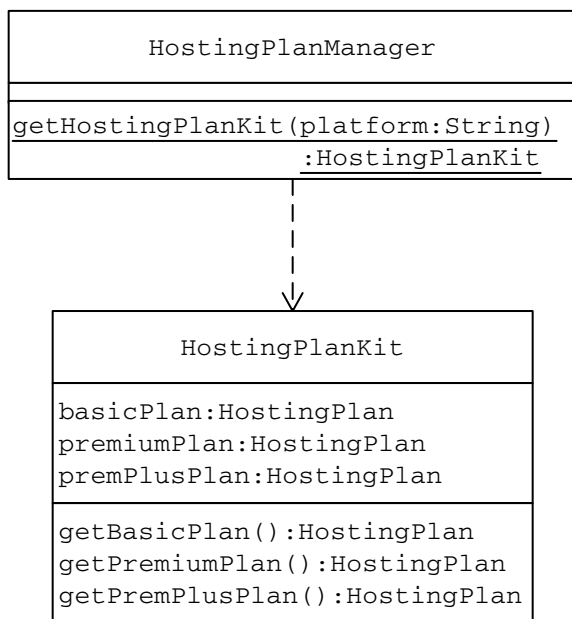 HostingPlanManager
getHostingPlanKit(platform:String)
:HostingPlanKit
HostingPlanKit
basicPlan:HostingPlan
premiumPlan:HostingPlan
premPlusPlan:HostingPlan
getBasicPlan():HostingPlan
getPremiumPlan():HostingPlan
getPremPlusPlan():HostingPlan